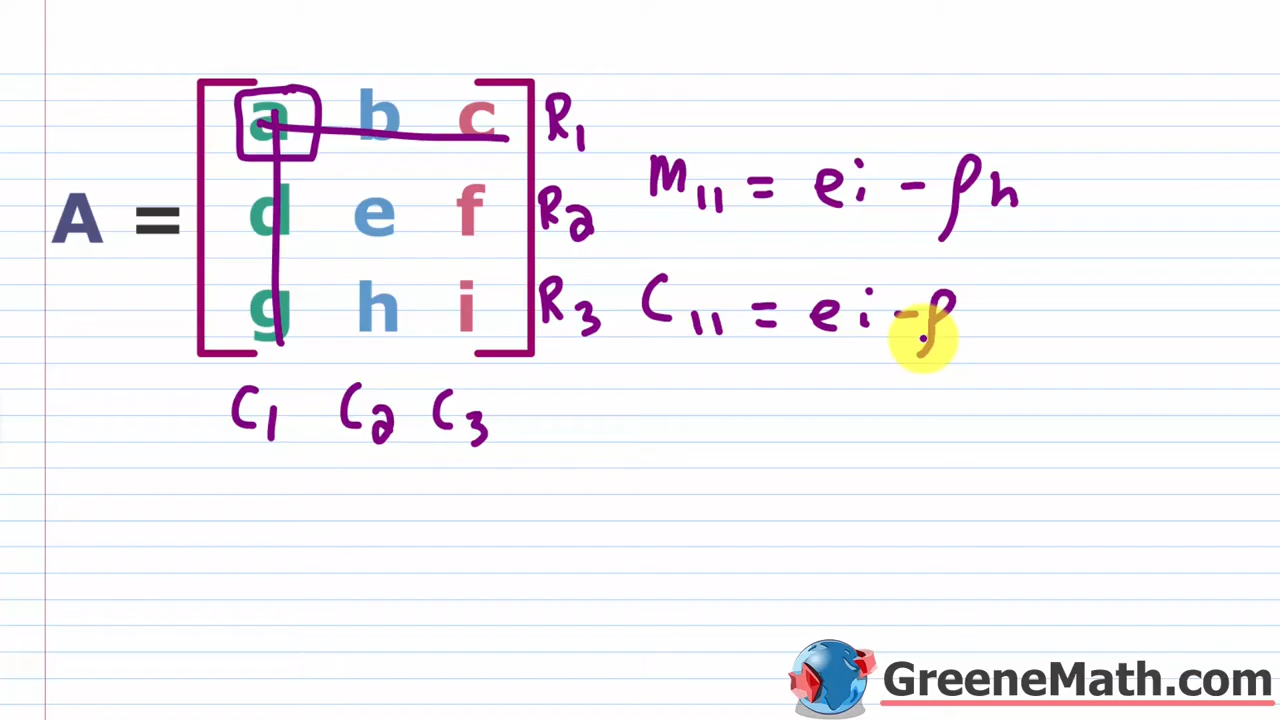 a b c R1
M11 = ei - fh
A = d e f R2
g h i R3 C11 = ei - f
C1 C2 C3
GreeneMath.com